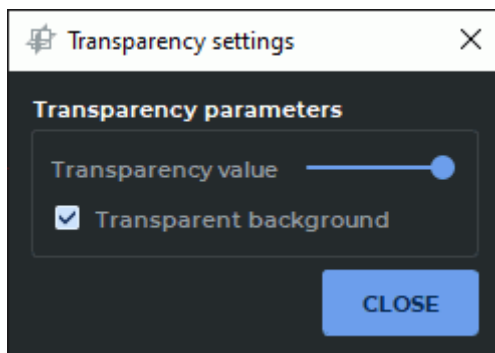 Transparency settings
Transparency parameters
Transparency value
Transparent background
CLOSE